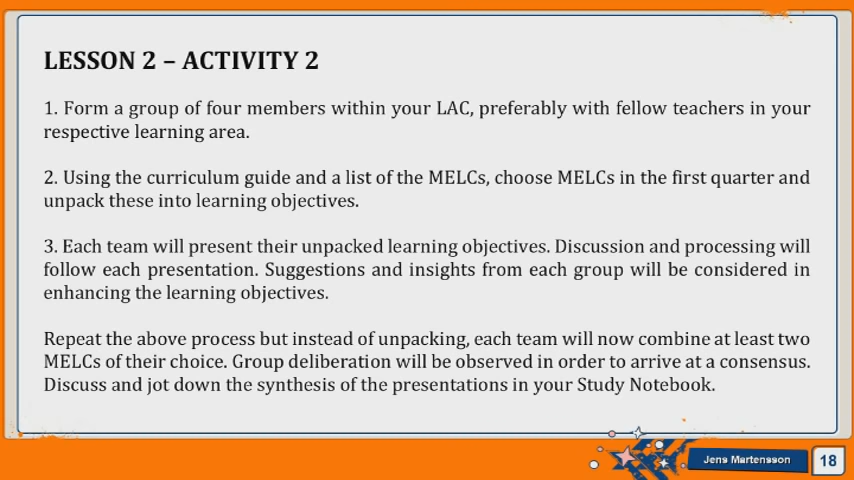 LESSON 2 – ACTIVITY 2
1. Form a group of four members within your LAC, preferably with fellow teachers in your
respective learning area.
2. Using the curriculum guide and a list of the MELCs, choose MELCs in the first quarter and
unpack these into learning objectives.
3. Each team will present their unpacked learning objectives. Discussion and processing will
follow each presentation. Suggestions and insights from each group will be considered in
enhancing the learning objectives.
Repeat the above process but instead of unpacking, each team will now combine at least two
MELCs of their choice. Group deliberation will be observed in order to arrive at a consensus.
Discuss and jot down the synthesis of the presentations in your Study Notebook.
Jens Martensson
18